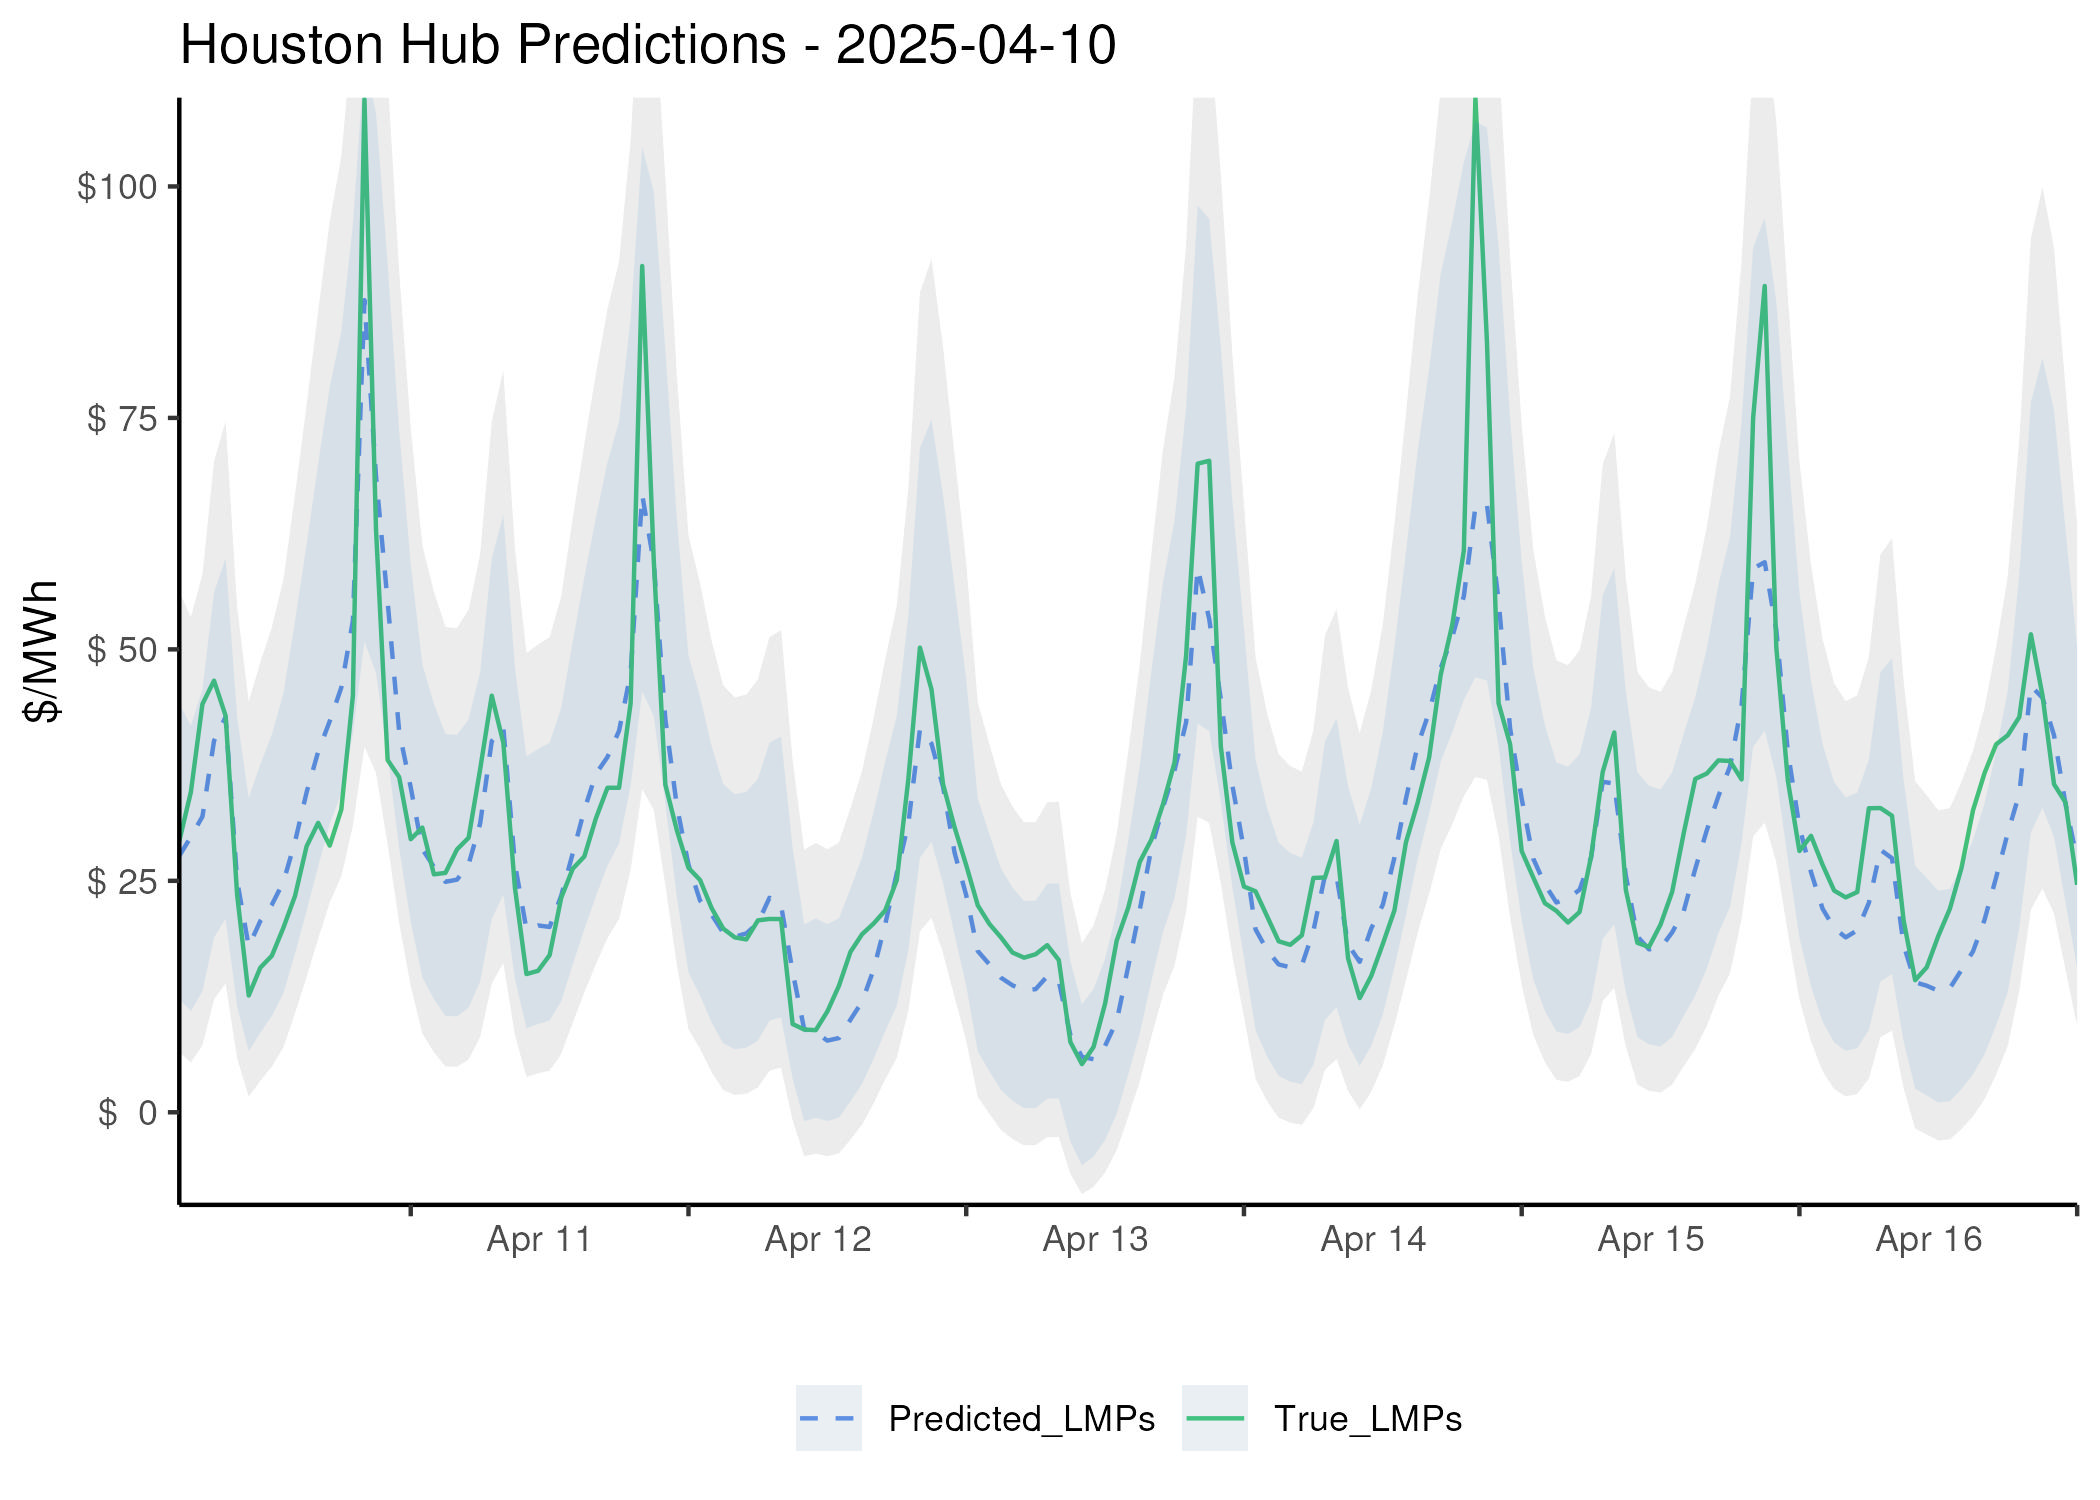 Houston Hub Predictions - 2025-04-10
$100
$ 75
$ 50
$ 25
$ 0
$/MWh
Apr 11 Apr 12 Apr 13 Apr 14 Apr 15 Apr 16
Predicted_LMPs True_LMPs